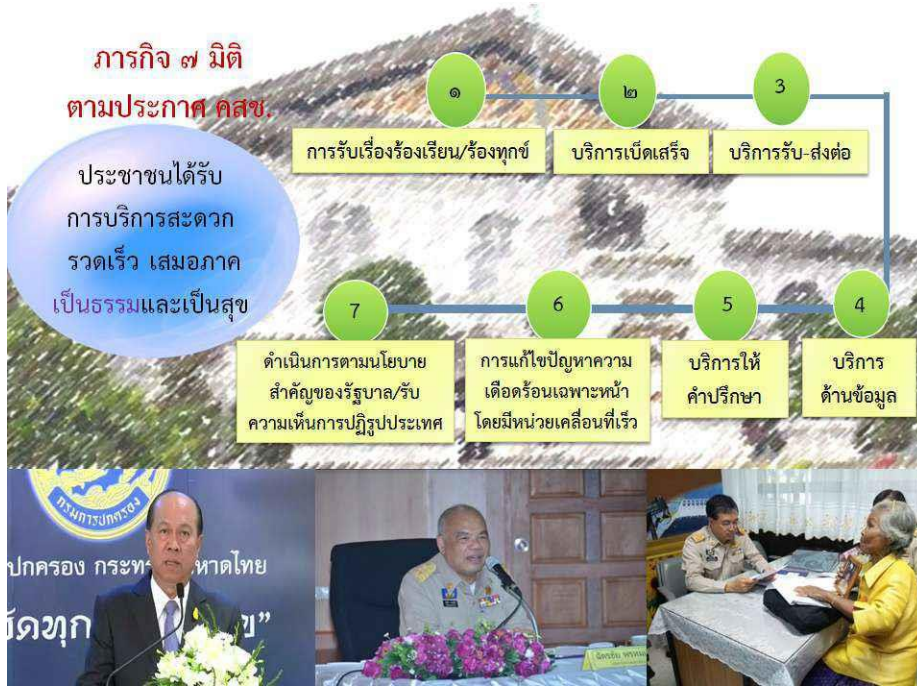 ภารกิจ ๗ มิติ
ตามประกาศ คสช.
ประชาชนได้รับ
การบริการสะดวก
รวดเร็ว เสมอภาค
เป็นธรรมและเป็นสุข
๑
การรับเรื่องร้องเรียน/ร้องทุกข์
๒
บริการเบ็ดเสร็จ
3
บริการรับ-ส่งต่อ
4
บริการ
ด้านข้อมูล
5
บริการให้
คำปรึกษา
6
การแก้ไขปัญหาความ
เดือดร้อนเฉพาะหน้า
โดยมีหน่วยเคลื่อนที่เร็ว
7
ดำเนินการตามนโยบาย
สำคัญของรัฐบาล/รับ
ความเห็นการปฏิรูปประเทศ
กรมการปกครอง
ปกครอง กระทร หาดไทย
ัดทุก ข”
ฉัตรชัย พรหม